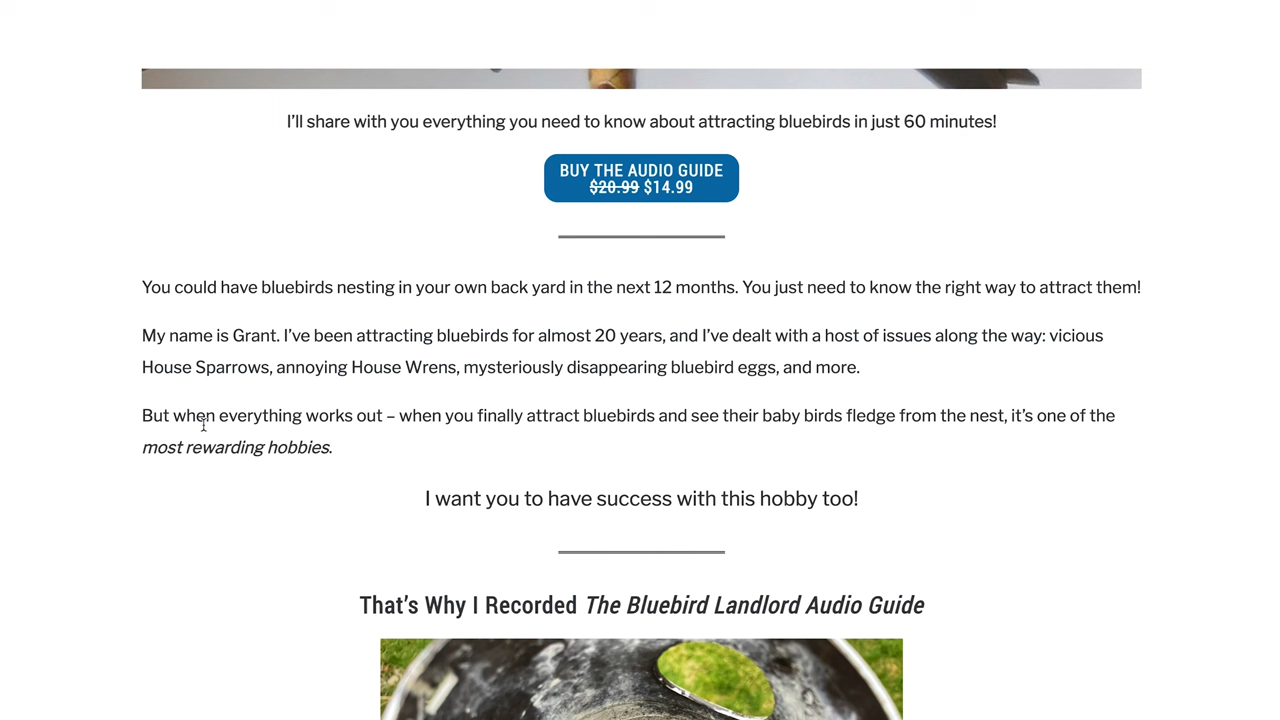 I’ll share with you everything you need to know about attracting bluebirds in just 60 minutes!
BUY THE AUDIO GUIDE
$20.99 $14.99
You could have bluebirds nesting in your own back yard in the next 12 months. You just need to know the right way to attract them!
My name is Grant. I’ve been attracting bluebirds for almost 20 years, and I’ve dealt with a host of issues along the way: vicious
House Sparrows, annoying House Wrens, mysteriously disappearing bluebird eggs, and more.
But when everything works out – when you finally attract bluebirds and see their baby birds fledge from the nest, it’s one of the
most rewarding hobbies.
I want you to have success with this hobby too!
That’s Why I Recorded The Bluebird Landlord Audio Guide